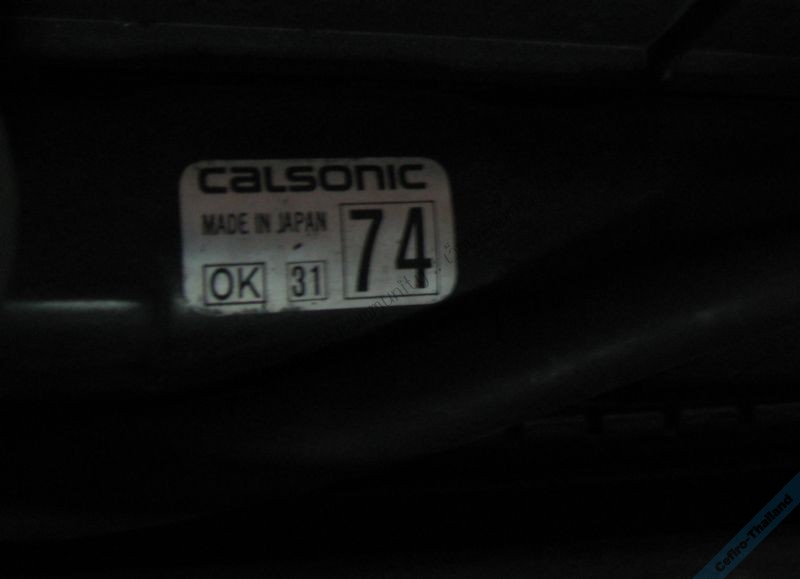 calsonic
MADE IN JAPAN
74
OK 31
Cefiro-Thailand